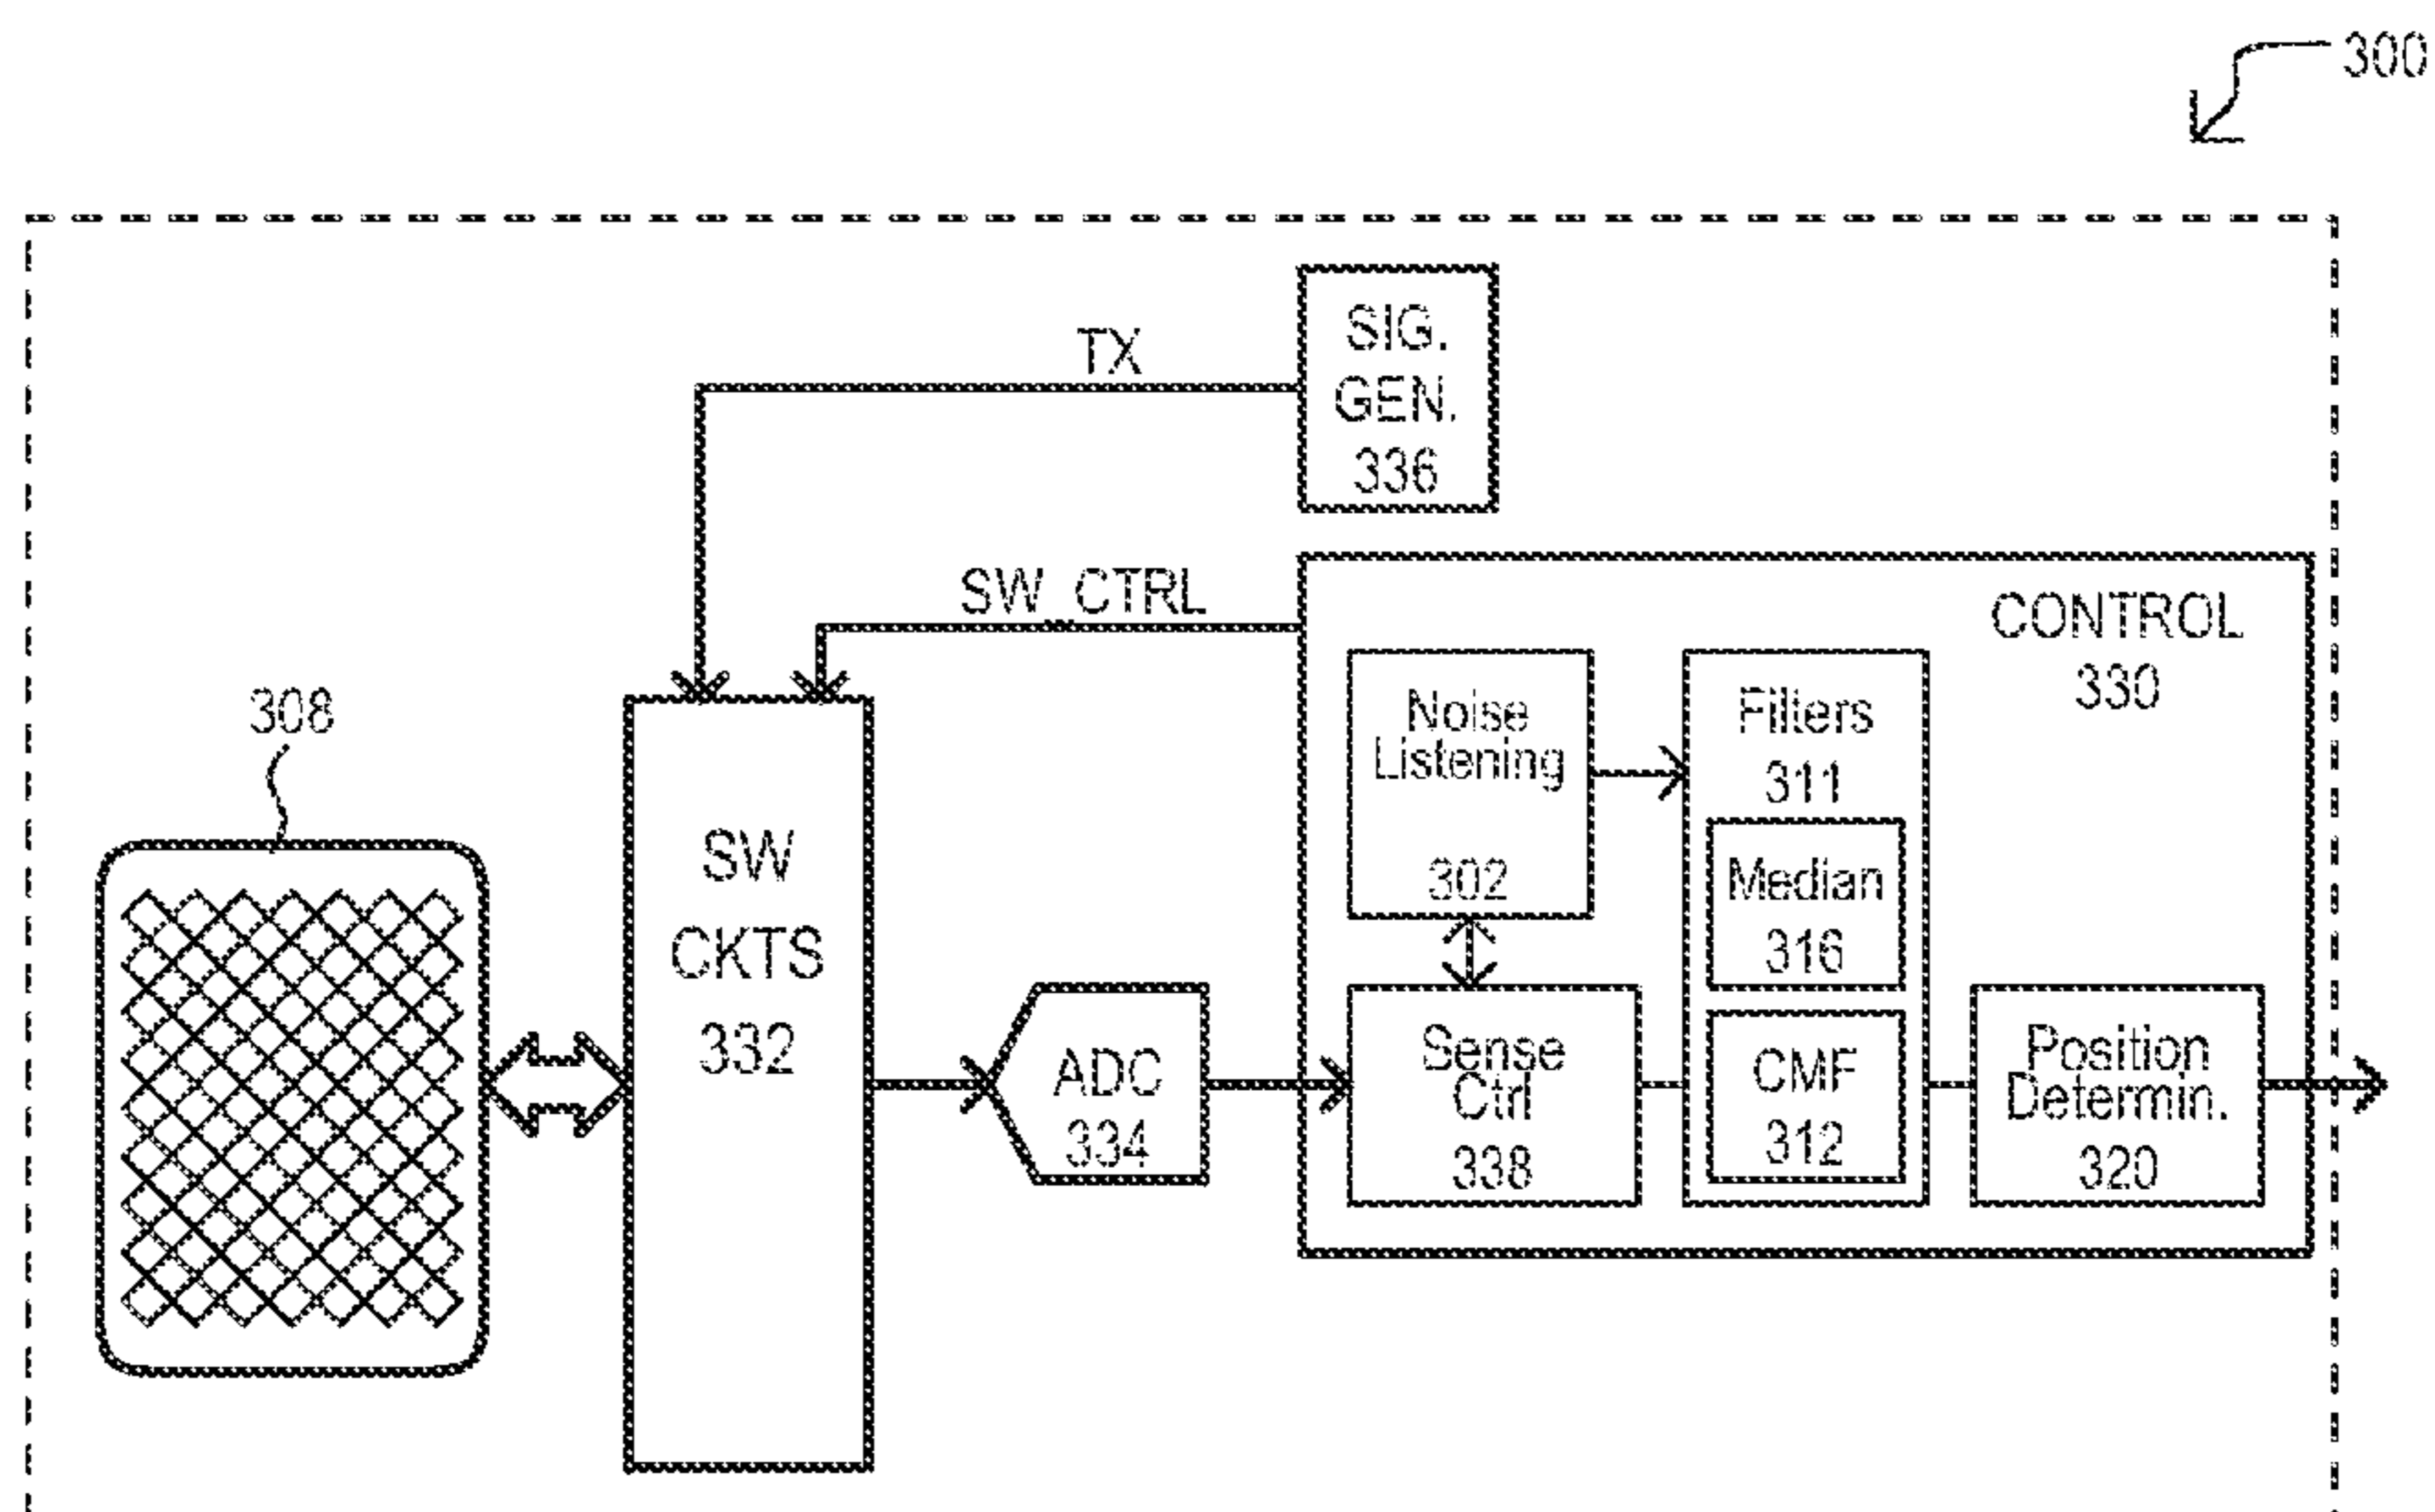 300
SIG.
GEN.
336
TX
SW_CTRL
CONTROL
330
308
SW
CKTS
332
ADC
334
Noise
Listening
302
Filters
311
Median
316
CMF
312
Sense
Ctrl
338
Position
Determin.
320